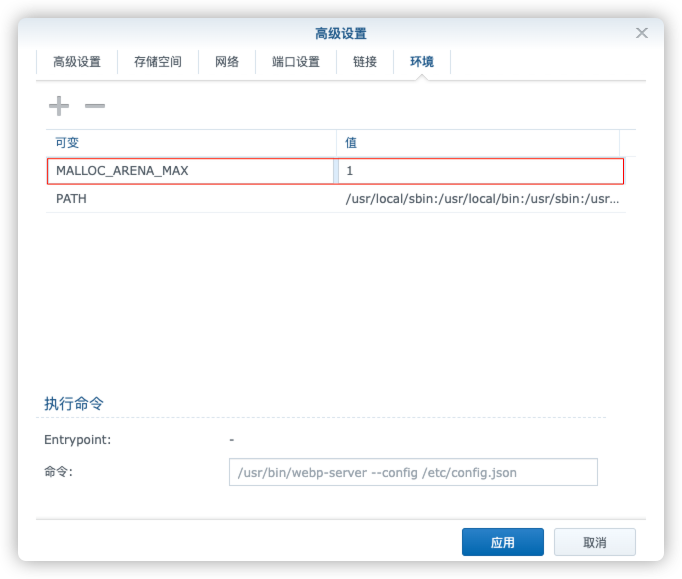 高级设置
高级设置 存储空间 网络 端口设置 链接 环境
可变 值
MALLOC_ARENA_MAX 1
PATH /usr/local/sbin:/usr/local/bin:/usr/sbin:/usr...
执行命令
Entrypoint: -
命令: /usr/bin/webp-server --config /etc/config.json
应用 取消